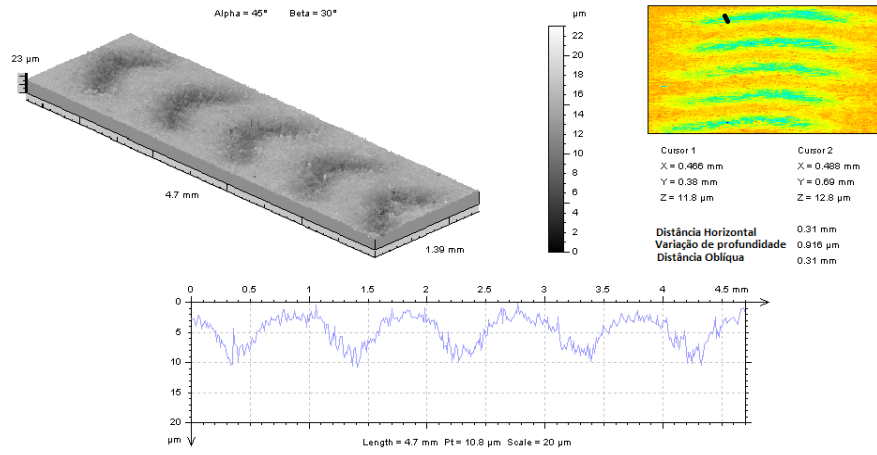 Alpha = 45° Beta = 30°
23 µm
4.7 mm
1.39 mm
µm
22
20
18
16
14
12
10
8
6
4
2
0
Cursor 1
X = 0.466 mm
Y = 0.38 mm
Z = 11.8 µm
Cursor 2
X = 0.488 mm
Y = 0.69 mm
Z = 12.8 µm
Distância Horizontal 0.31 mm
Variação de profundidade 0.916 µm
Distância Oblíqua 0.31 mm
0 0.5 1 1.5 2 2.5 3 3.5 4 4.5 mm
0
5
10
15
20
µm
Length = 4.7 mm Pt = 10.8 µm Scale = 20 µm